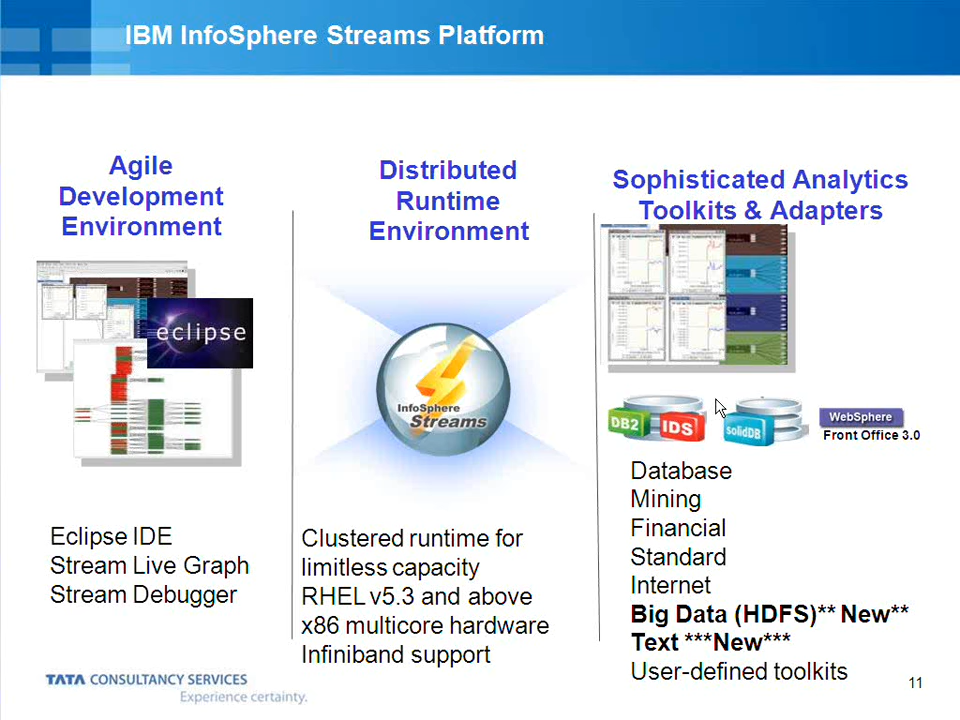 IBM InfoSphere Streams Platform
Agile
Development
Environment
eclipse
Eclipse IDE
Stream Live Graph
Stream Debugger
Distributed
Runtime
Environment
InfoSphere
Streams
Clustered runtime for
limitless capacity
RHEL v5.3 and above
x86 multicore hardware
Infiniband support
Sophisticated Analytics
Toolkits & Adapters
DB2
IDS
solidDB
WebSphere
Front Office 3.0
Database
Mining
Financial
Standard
Internet
Big Data (HDFS)** New**
Text ***New***
User-defined toolkits
TATA CONSULTANCY SERVICES
Experience certainty.
11